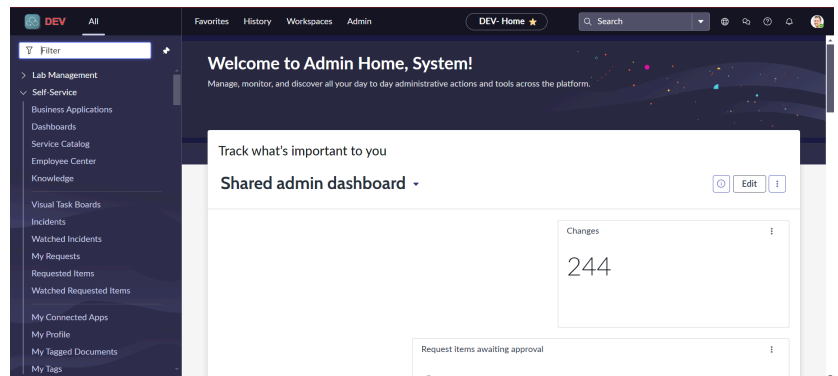 DEV All Favorites History Workspaces Admin DEV- Home Search
Filter
Lab Management
Self-Service
Business Applications
Dashboards
Service Catalog
Employee Center
Knowledge
Visual Task Boards
Incidents
Watched Incidents
My Requests
Requested Items
Watched Requested Items
My Connected Apps
My Profile
My Tagged Documents
My Tags
Welcome to Admin Home, System!
Manage, monitor, and discover all your day to day administrative actions and tools across the platform.
Track what's important to you
Shared admin dashboard Edit
Changes
244
Request items awaiting approval